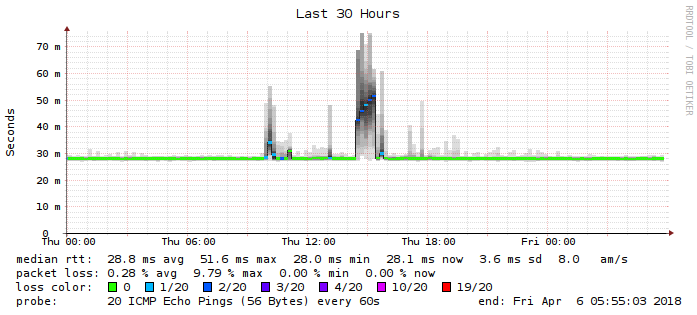 Last 30 Hours
RRDTOOL / TOBI OETIKER
Seconds
70 m
60 m
50 m
40 m
30 m
20 m
10 m
0
Thu 00:00 Thu 06:00 Thu 12:00 Thu 18:00 Fri 00:00
median rtt: 28.8 ms avg 51.6 ms max 28.0 ms min 28.1 ms now 3.6 ms sd 8.0 am/s
packet loss: 0.28 % avg 9.79 % max 0.00 % min 0.00 % now
loss color: 0 1/20 2/20 3/20 4/20 10/20 19/20
probe: 20 ICMP Echo Pings (56 Bytes) every 60s end: Fri Apr 6 05:55:03 2018